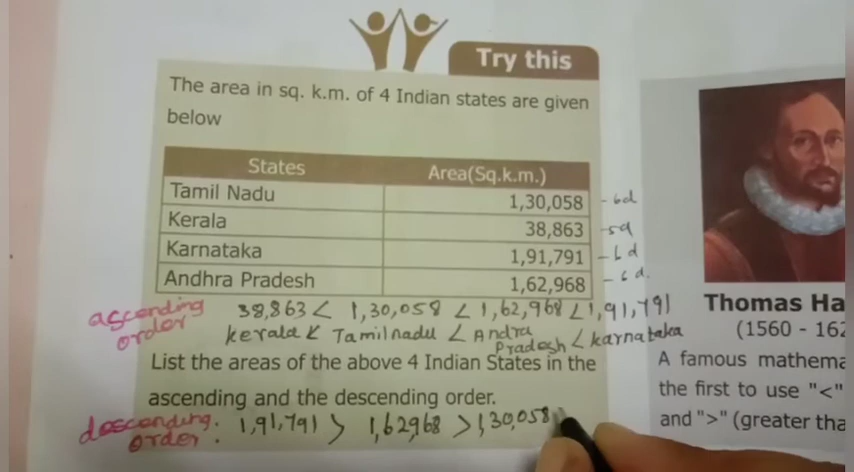 Try this
The area in sq. k.m. of 4 Indian states are given
below
States Area(Sq.k.m.)
Tamil Nadu 1,30,058 - 6d
Kerala 38,863 - 5d
Karnataka 1,91,791 - 6d
Andhra Pradesh 1,62,968 - 6d.
ascending order 38,863 < 1,30,058 < 1,62,968 < 1,91,791
Kerala < Tamilnadu < Andra Pradesh < karnataka
List the areas of the above 4 Indian States in the
ascending and the descending order.
descending order. 1,91,791 > 1,62,968 > 1,30,058
Thomas Ha
(1560 - 162
A famous mathema
the first to use "<"
and ">" (greater tha